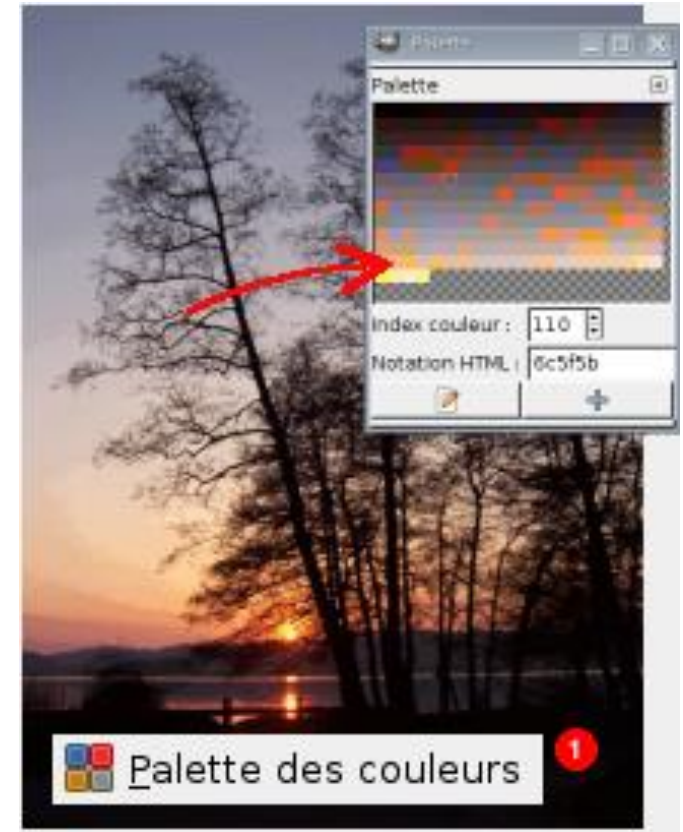 Palette
Palette
Index couleur : 110
Notation HTML : 6c5f5b
Palette des couleurs
1